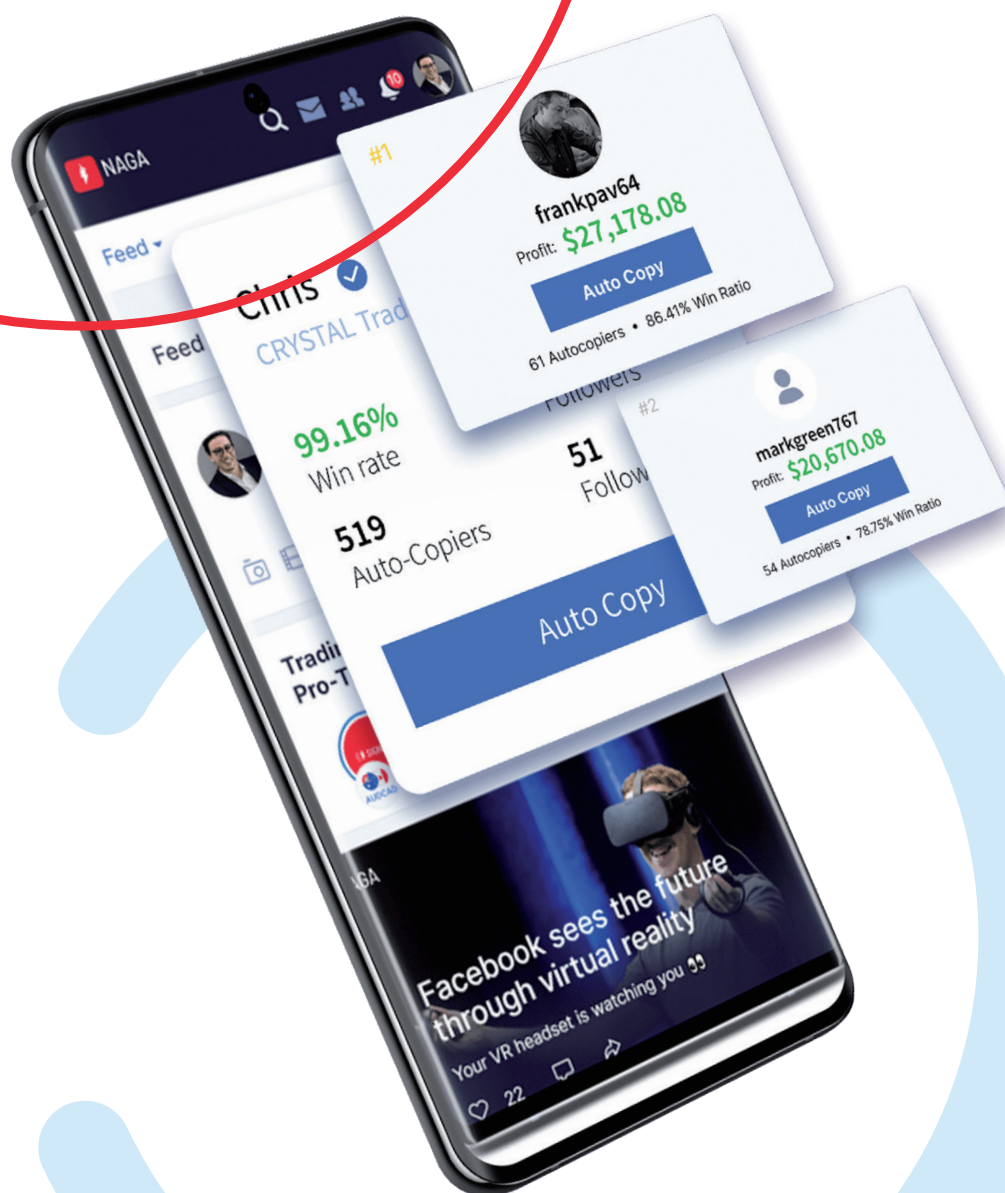 10
NAGA
Feed
Feed
Chris
CRYSTAL Trad
99.16%
Win rate
Followers
51
Follow
519
Auto-Copiers
Auto Copy
#1
frankpav64
Profit: $27,178.08
Auto Copy
61 Autocopiers • 86.41% Win Ratio
#2
markgreen767
Profit: $20,670.08
Auto Copy
54 Autocopiers • 78.75% Win Ratio
Tradin
Pro-T
AUDCAD
AGA
Facebook sees the future
through virtual reality
Your VR headset is watching you 👀
22